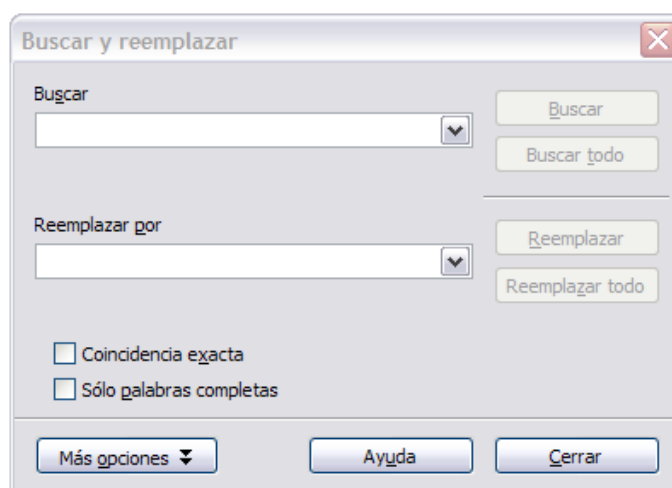 Buscar y reemplazar
Buscar
Buscar
Buscar todo
Reemplazar por
Reemplazar
Reemplazar todo
Coincidencia exacta
Sólo palabras completas
Más opciones
Ayuda
Cerrar